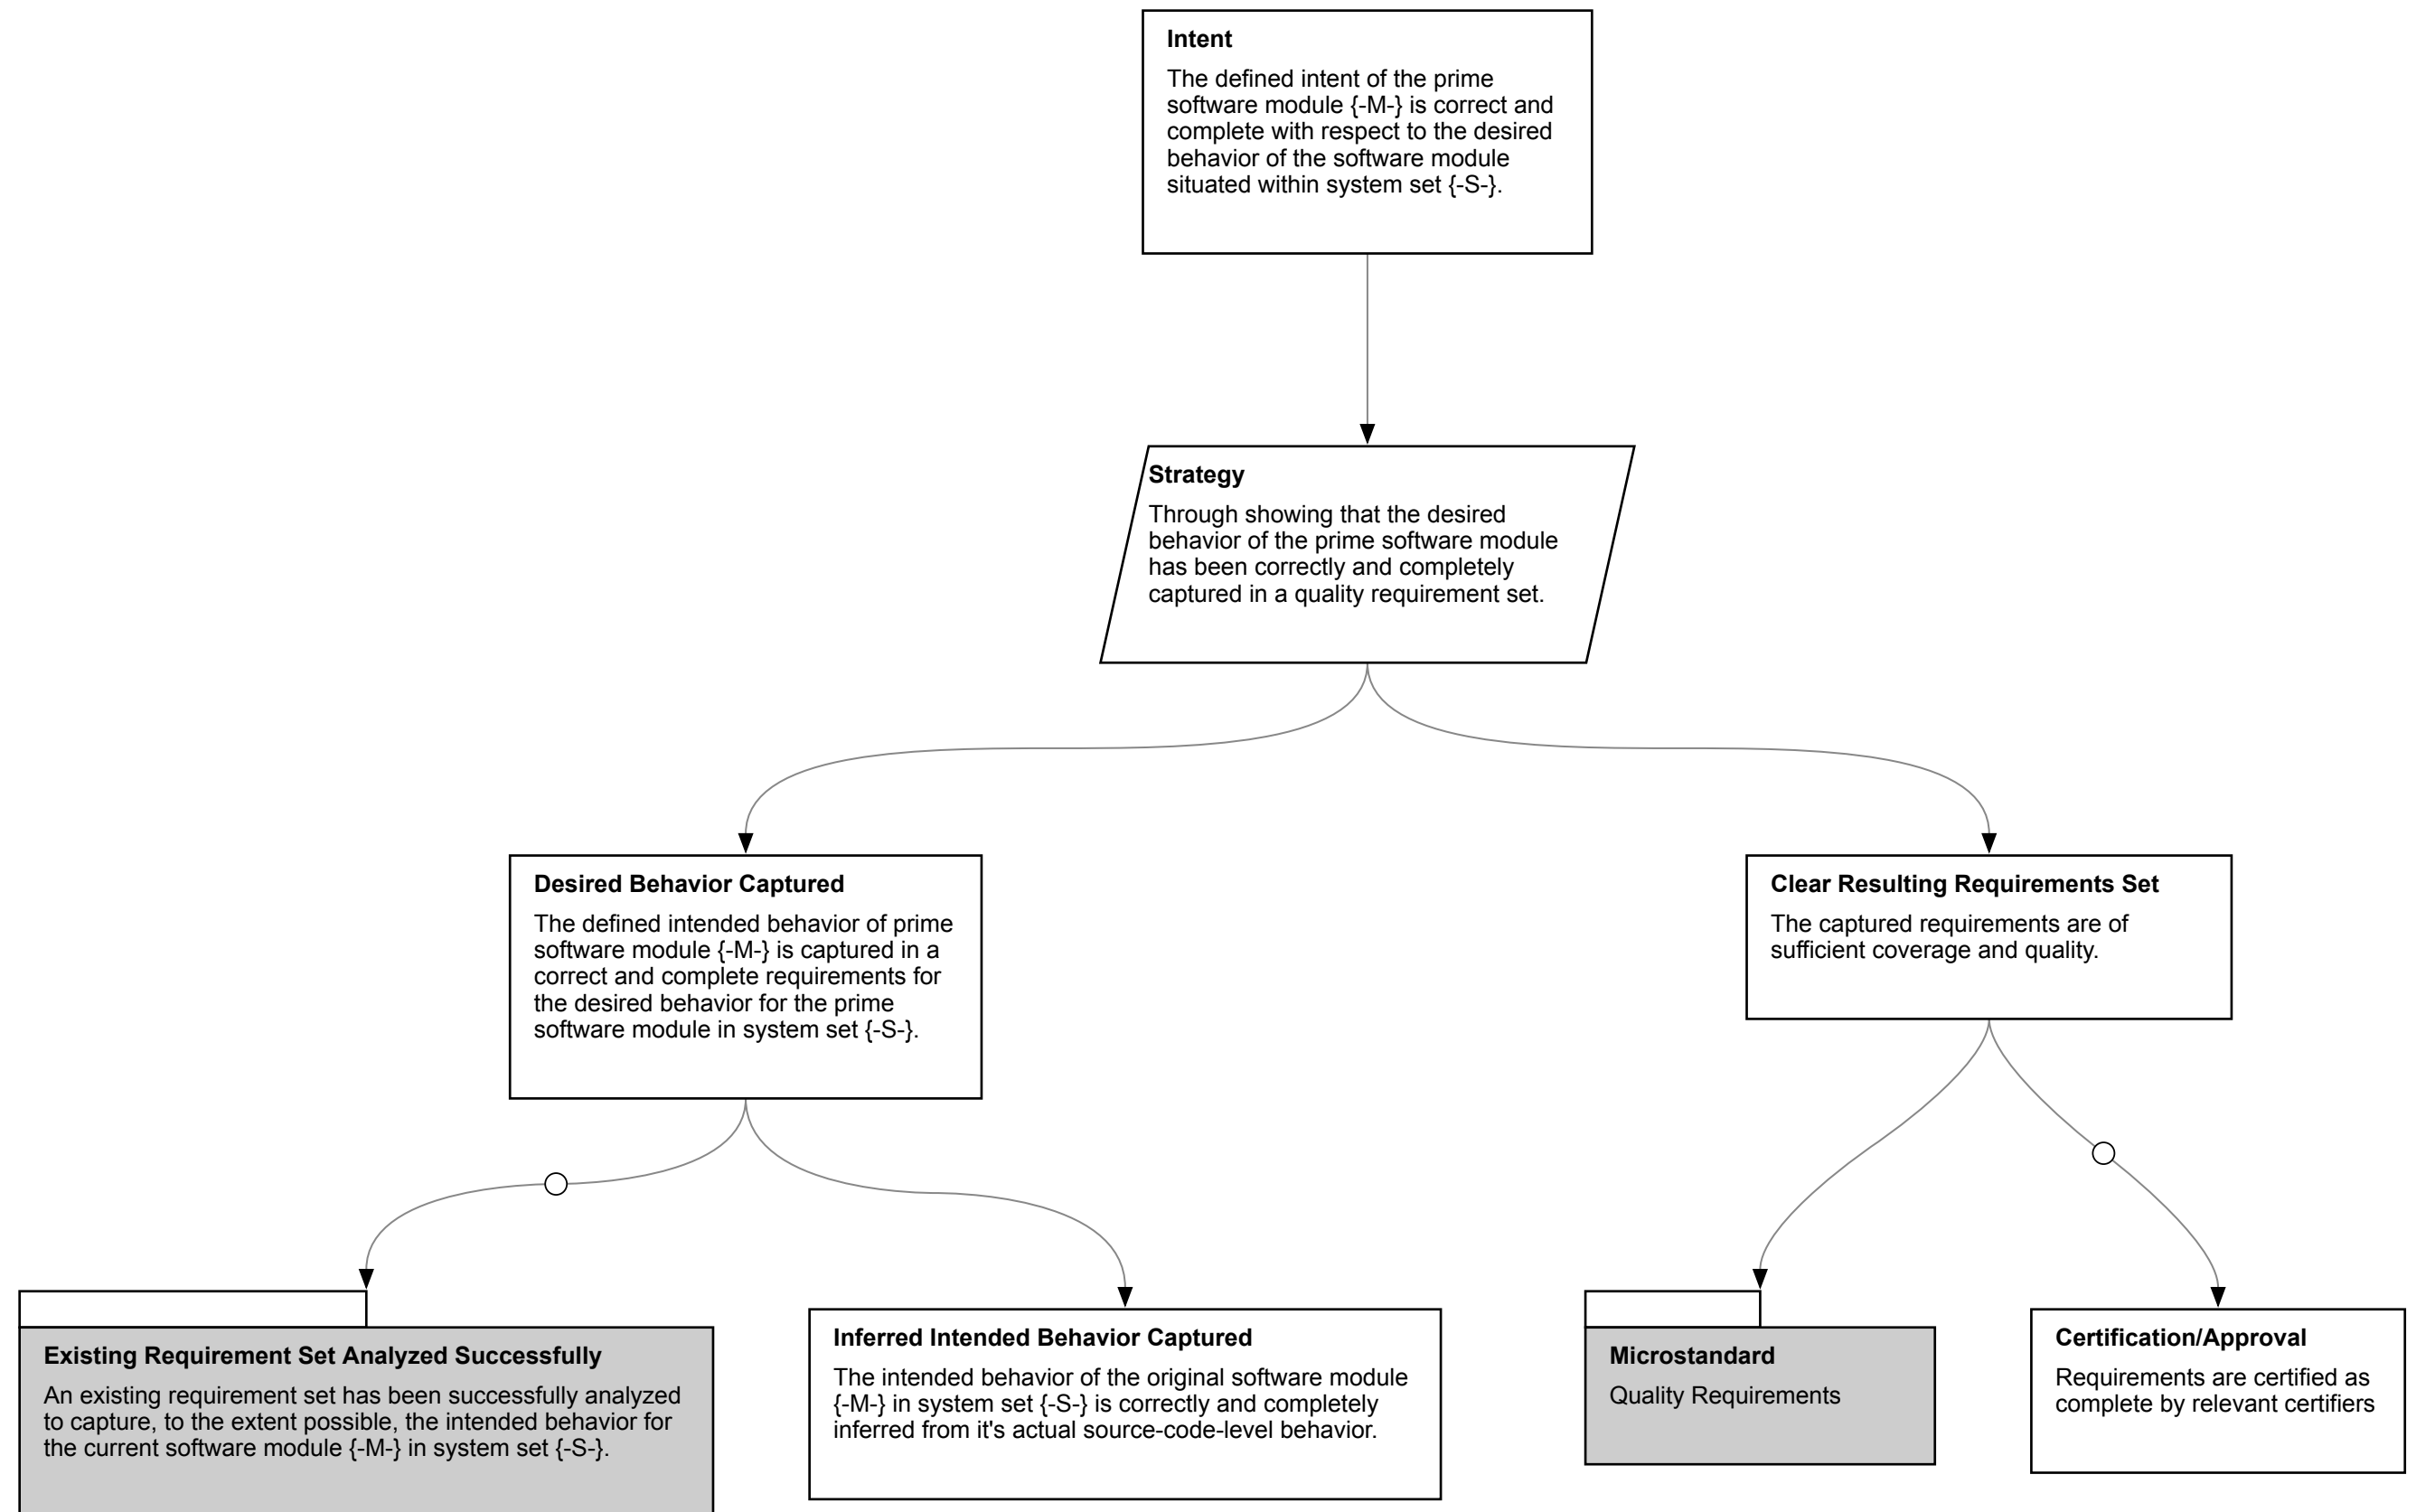 Intent
The defined intent of the prime
software module {-M-} is correct and
complete with respect to the desired
behavior of the software module
situated within system set {-S-}.
Strategy
Through showing that the desired
behavior of the prime software module
has been correctly and completely
captured in a quality requirement set.
Desired Behavior Captured
The defined intended behavior of prime
software module {-M-} is captured in a
correct and complete requirements for
the desired behavior for the prime
software module in system set {-S-}.
Clear Resulting Requirements Set
The captured requirements are of
sufficient coverage and quality.
Existing Requirement Set Analyzed Successfully
An existing requirement set has been successfully analyzed
to capture, to the extent possible, the intended behavior for
the current software module {-M-} in system set {-S-}.
Inferred Intended Behavior Captured
The intended behavior of the original software module
{-M-} in system set {-S-} is correctly and completely
inferred from it's actual source-code-level behavior.
Microstandard
Quality Requirements
Certification/Approval
Requirements are certified as
complete by relevant certifiers